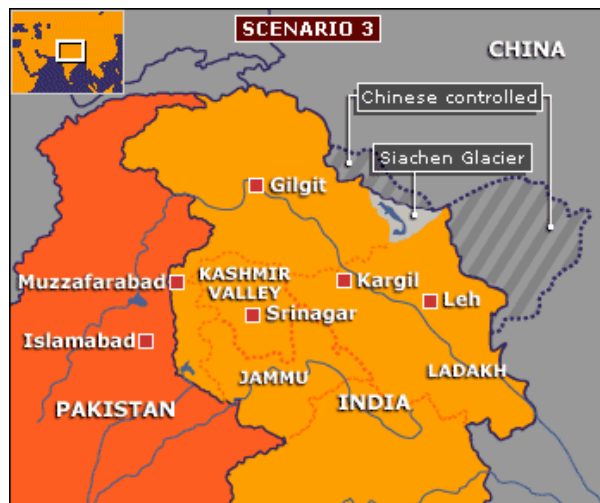 SCENARIO 3
CHINA
Chinese controlled
Siachen Glacier
Gilgit
Muzzafarabad
KASHMIR
VALLEY
Kargil
Leh
Srinagar
Islamabad
JAMMU
LADAKH
PAKISTAN
INDIA